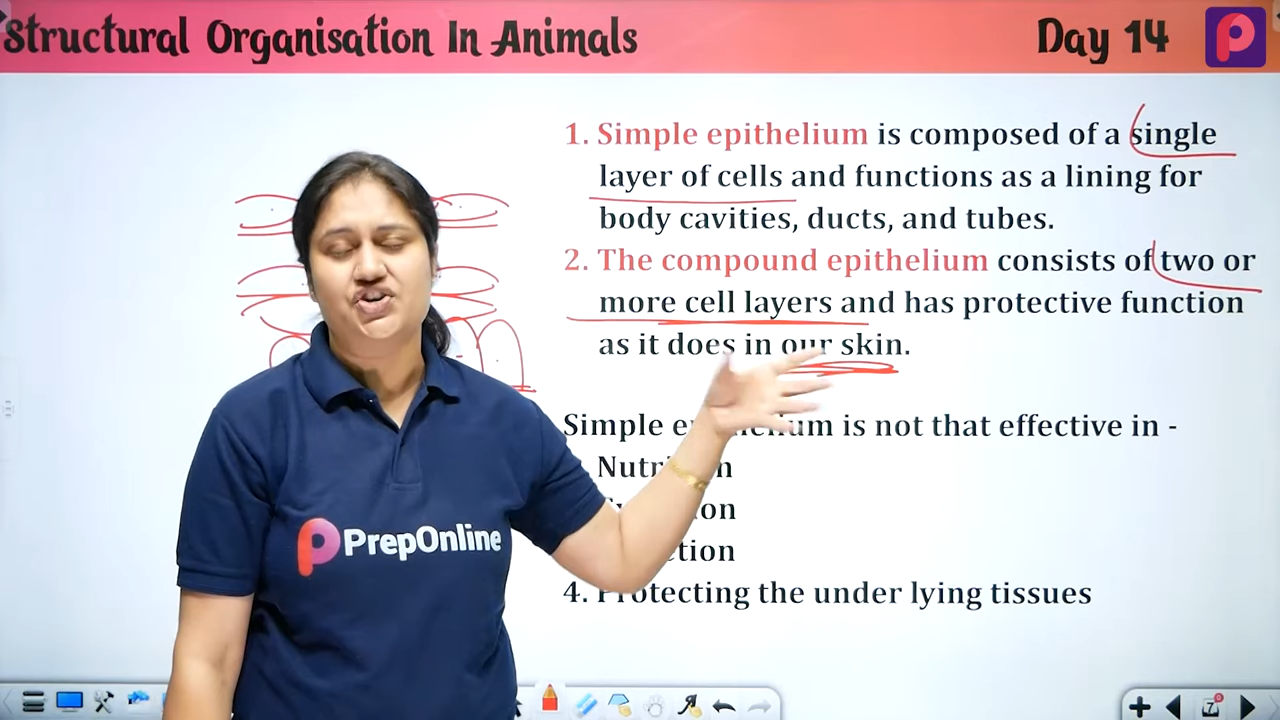 Structural Organisation In Animals
Day 14
1. Simple epithelium is composed of a single
layer of cells and functions as a lining for
body cavities, ducts, and tubes.
2. The compound epithelium consists of two or
more cell layers and has protective function
as it does in our skin.
Simple is not that effective in -
4. Protecting the under lying tissues
PrepOnline
7